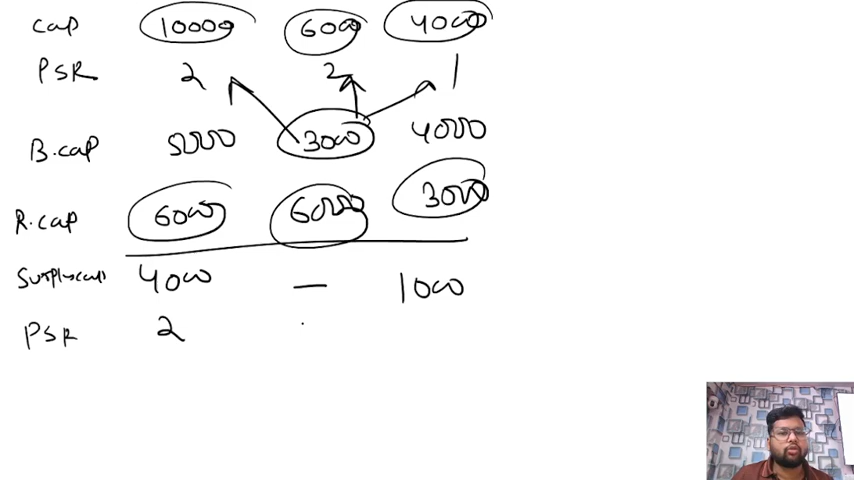 Cap 10000 6000 4000
PSR 2 2 1
B.cap 5000 3000 4000
R.cap 6000 6000 3000
Surplus cap 4000 — 1000
PSR 2